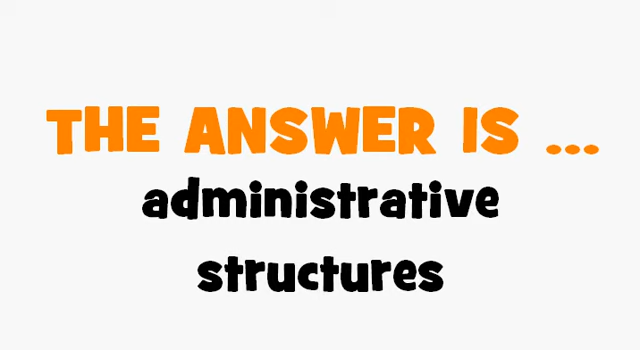 THE ANSWER IS ...
administrative
structures